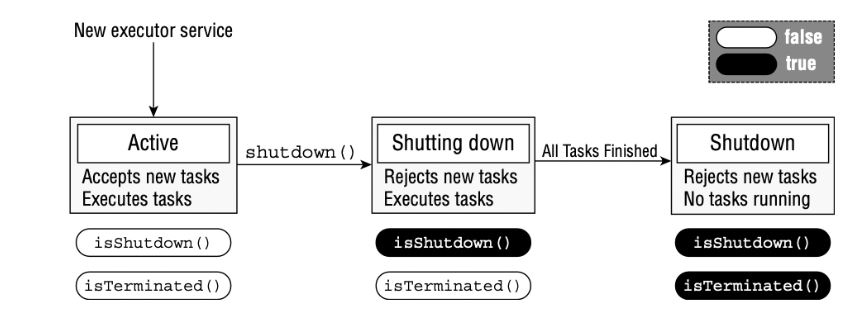 New executor service
false
true
Active
Accepts new tasks
Executes tasks
shutdown()
Shutting down
Rejects new tasks
Executes tasks
All Tasks Finished
Shutdown
Rejects new tasks
No tasks running
isShutdown()
isShutdown()
isShutdown()
isTerminated()
isTerminated()
isTerminated()